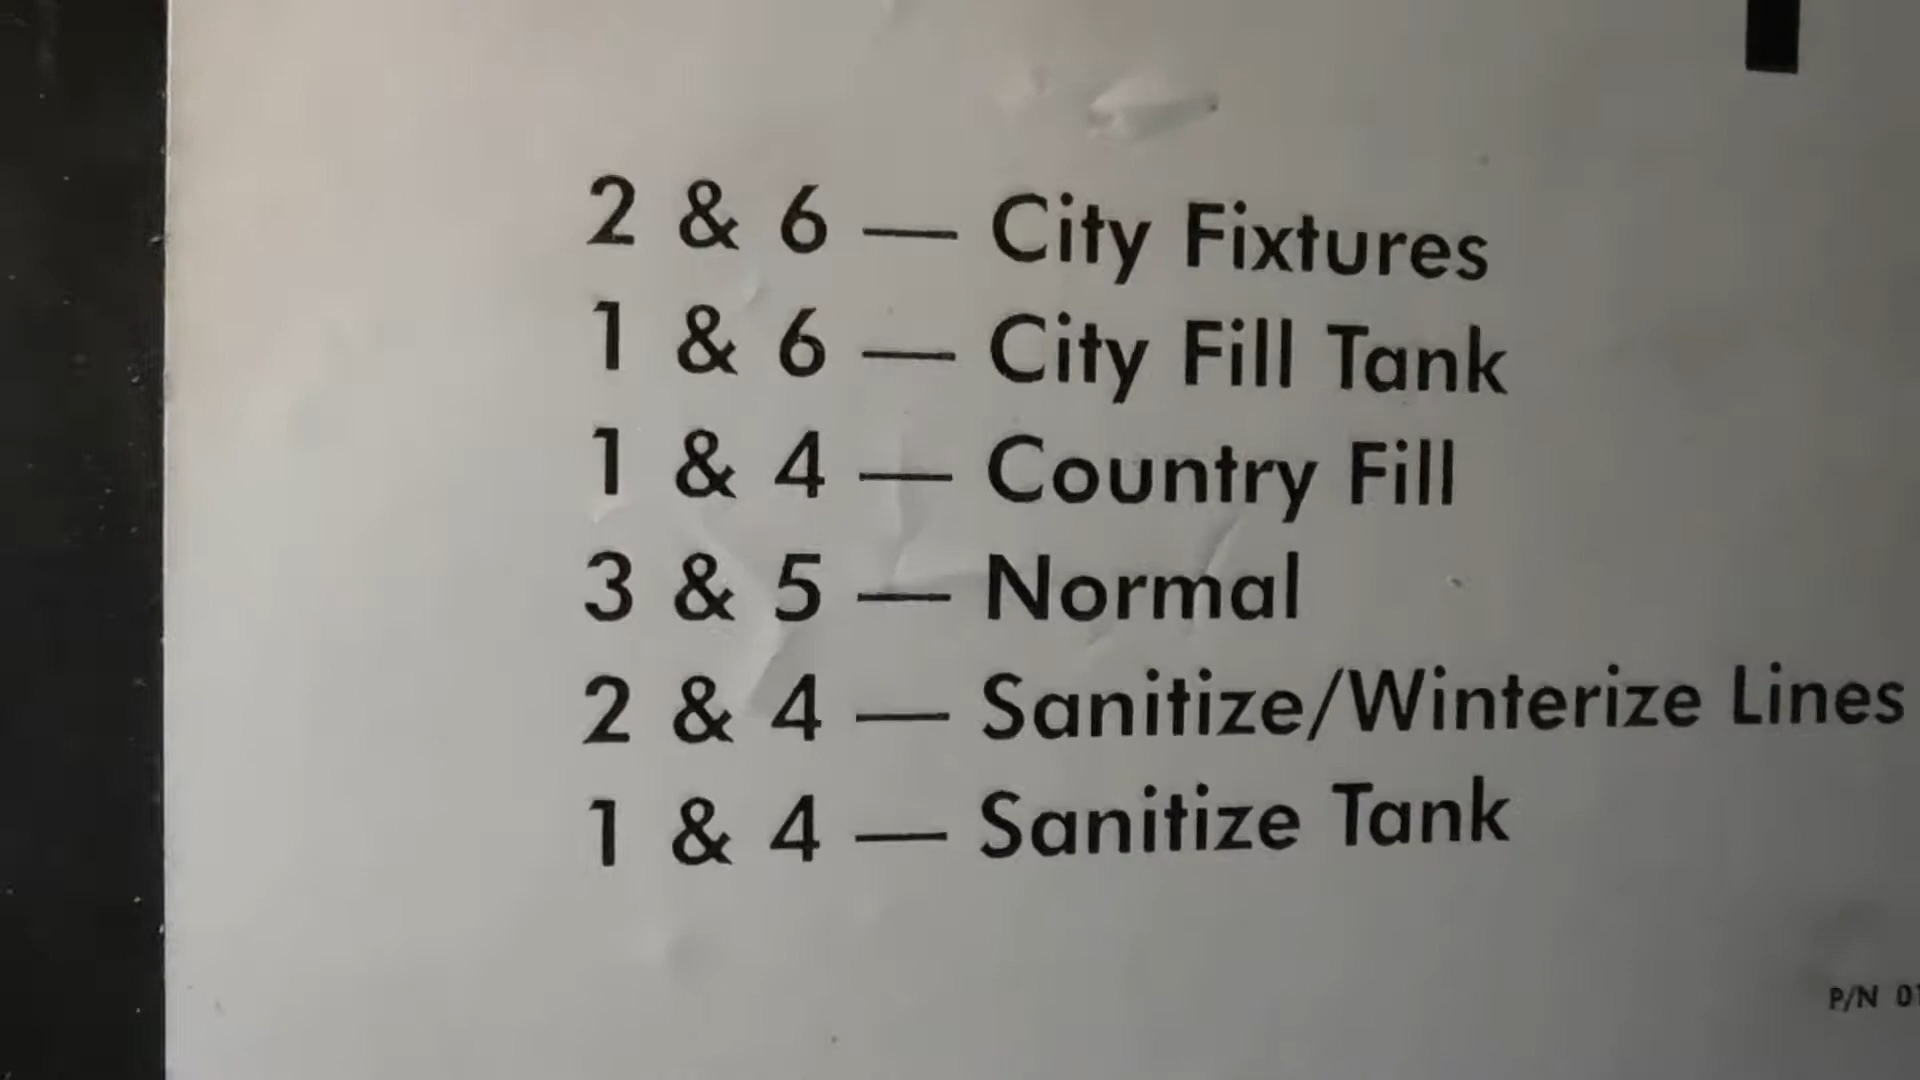 2 & 6 — City Fixtures
1 & 6 — City Fill Tank
1 & 4 — Country Fill
3 & 5 — Normal
2 & 4 — Sanitize/Winterize Lines
1 & 4 — Sanitize Tank
P/N